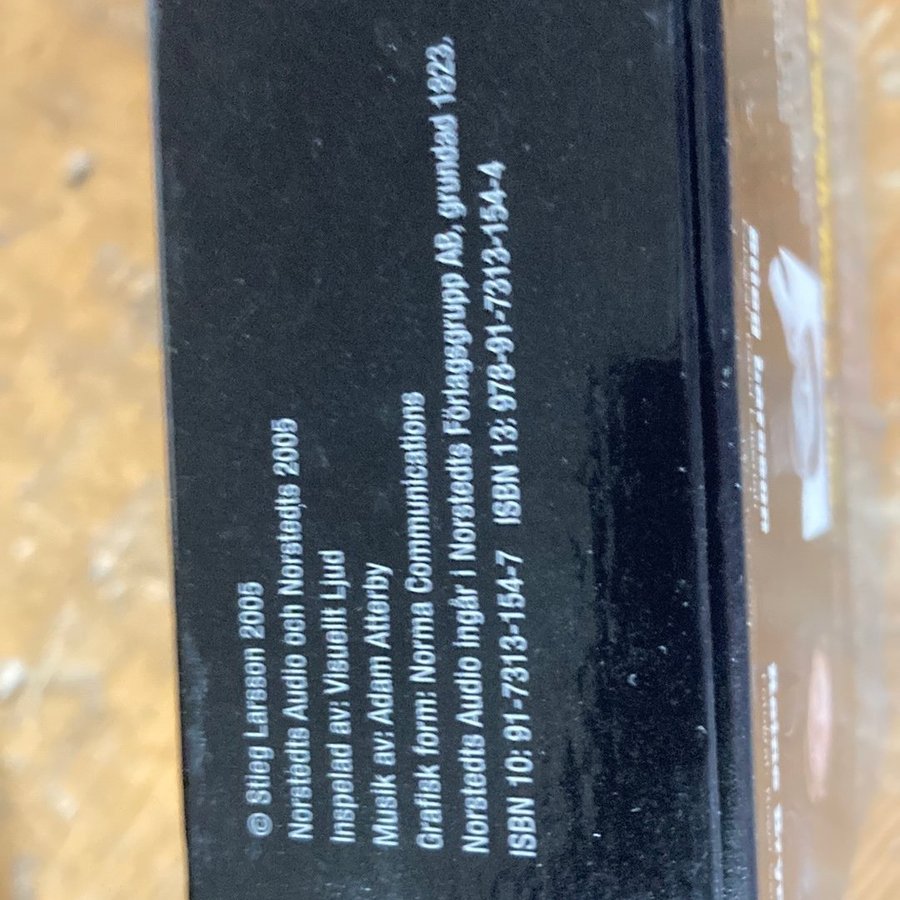 © Stieg Larsson 2005
Norstedts Audio och Norstedts 2005
Inspelad av: Visuellt Ljud
Musik av: Adam Atterby
Grafisk form: Norma Communications
Norstedts Audio ingår i Norstedts Förlagsgrupp AB, grundad 1823.
ISBN 10: 91-7313-154-7 ISBN 13: 978-91-7313-154-4
Stieg Larsson